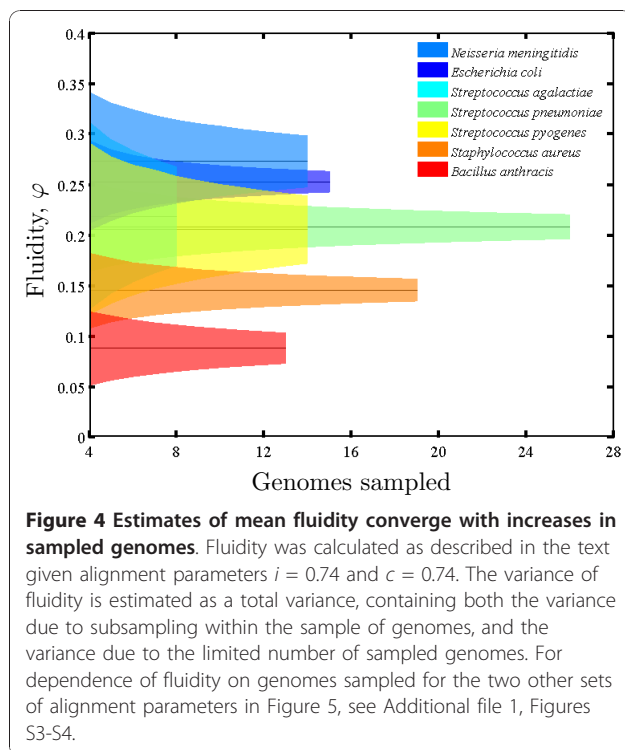 0.4
0.35
0.3
0.25
0.2
0.15
0.1
0.05
0
Fluidity, φ
Neisseria meningitidis
Escherichia coli
Streptococcus agalactiae
Streptococcus pneumoniae
Streptococcus pyogenes
Staphylococcus aureus
Bacillus anthracis
4 8 12 16 20 24 28
Genomes sampled
Figure 4 Estimates of mean fluidity converge with increases in
sampled genomes. Fluidity was calculated as described in the text
given alignment parameters i = 0.74 and c = 0.74. The variance of
fluidity is estimated as a total variance, containing both the variance
due to subsampling within the sample of genomes, and the
variance due to the limited number of sampled genomes. For
dependence of fluidity on genomes sampled for the two other sets
of alignment parameters in Figure 5, see Additional file 1, Figures
S3-S4.